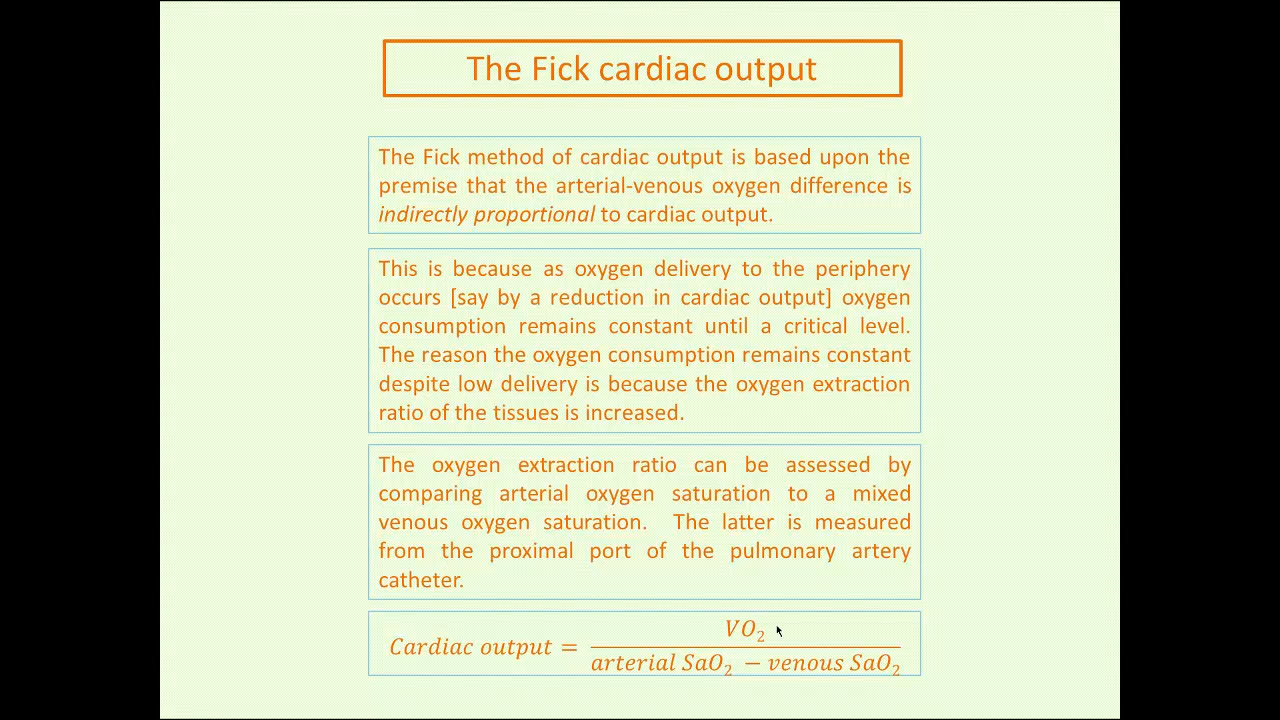 The Fick cardiac output
The Fick method of cardiac output is based upon the
premise that the arterial-venous oxygen difference is
indirectly proportional to cardiac output.
This is because as oxygen delivery to the periphery
occurs [say by a reduction in cardiac output] oxygen
consumption remains constant until a critical level.
The reason the oxygen consumption remains constant
despite low delivery is because the oxygen extraction
ratio of the tissues is increased.
The oxygen extraction ratio can be assessed by
comparing arterial oxygen saturation to a mixed
venous oxygen saturation. The latter is measured
from the proximal port of the pulmonary artery
catheter.
Cardiac output = VO₂ / arterial SaO₂ − venous SaO₂